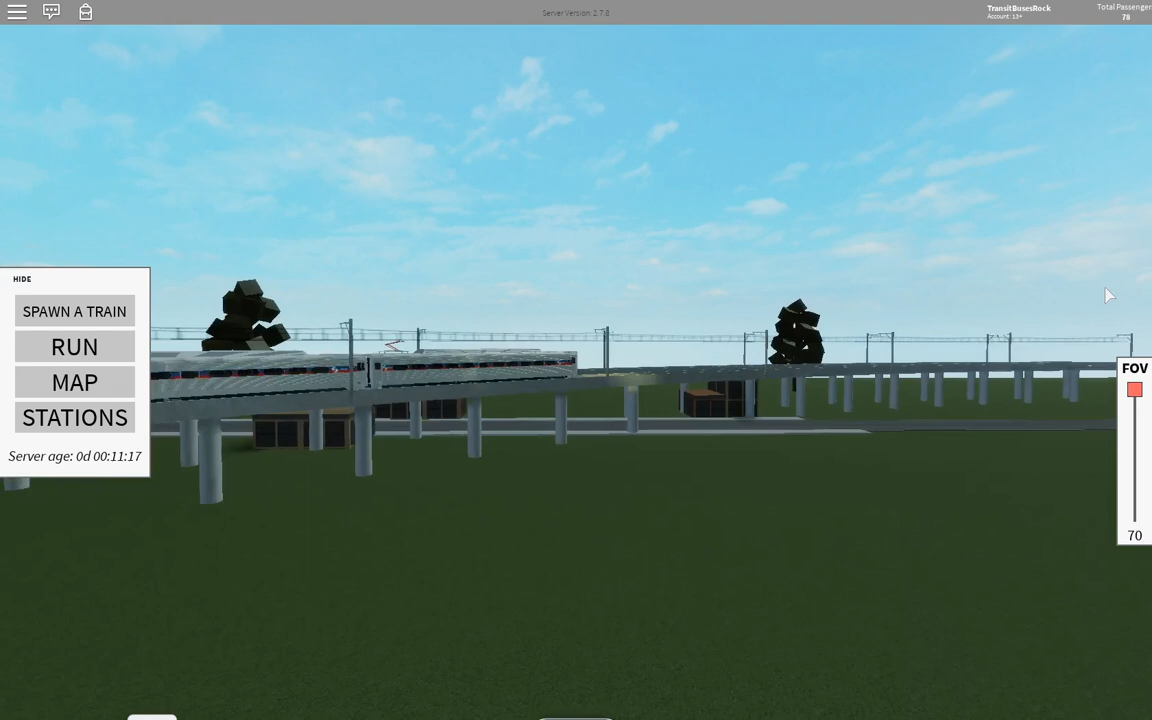 Server Version: 2.7.8
TransitBusesRock
Account: 13+
Total Passenger
78
HIDE
SPAWN A TRAIN
RUN
MAP
STATIONS
Server age: 0d 00:11:17
FOV
70